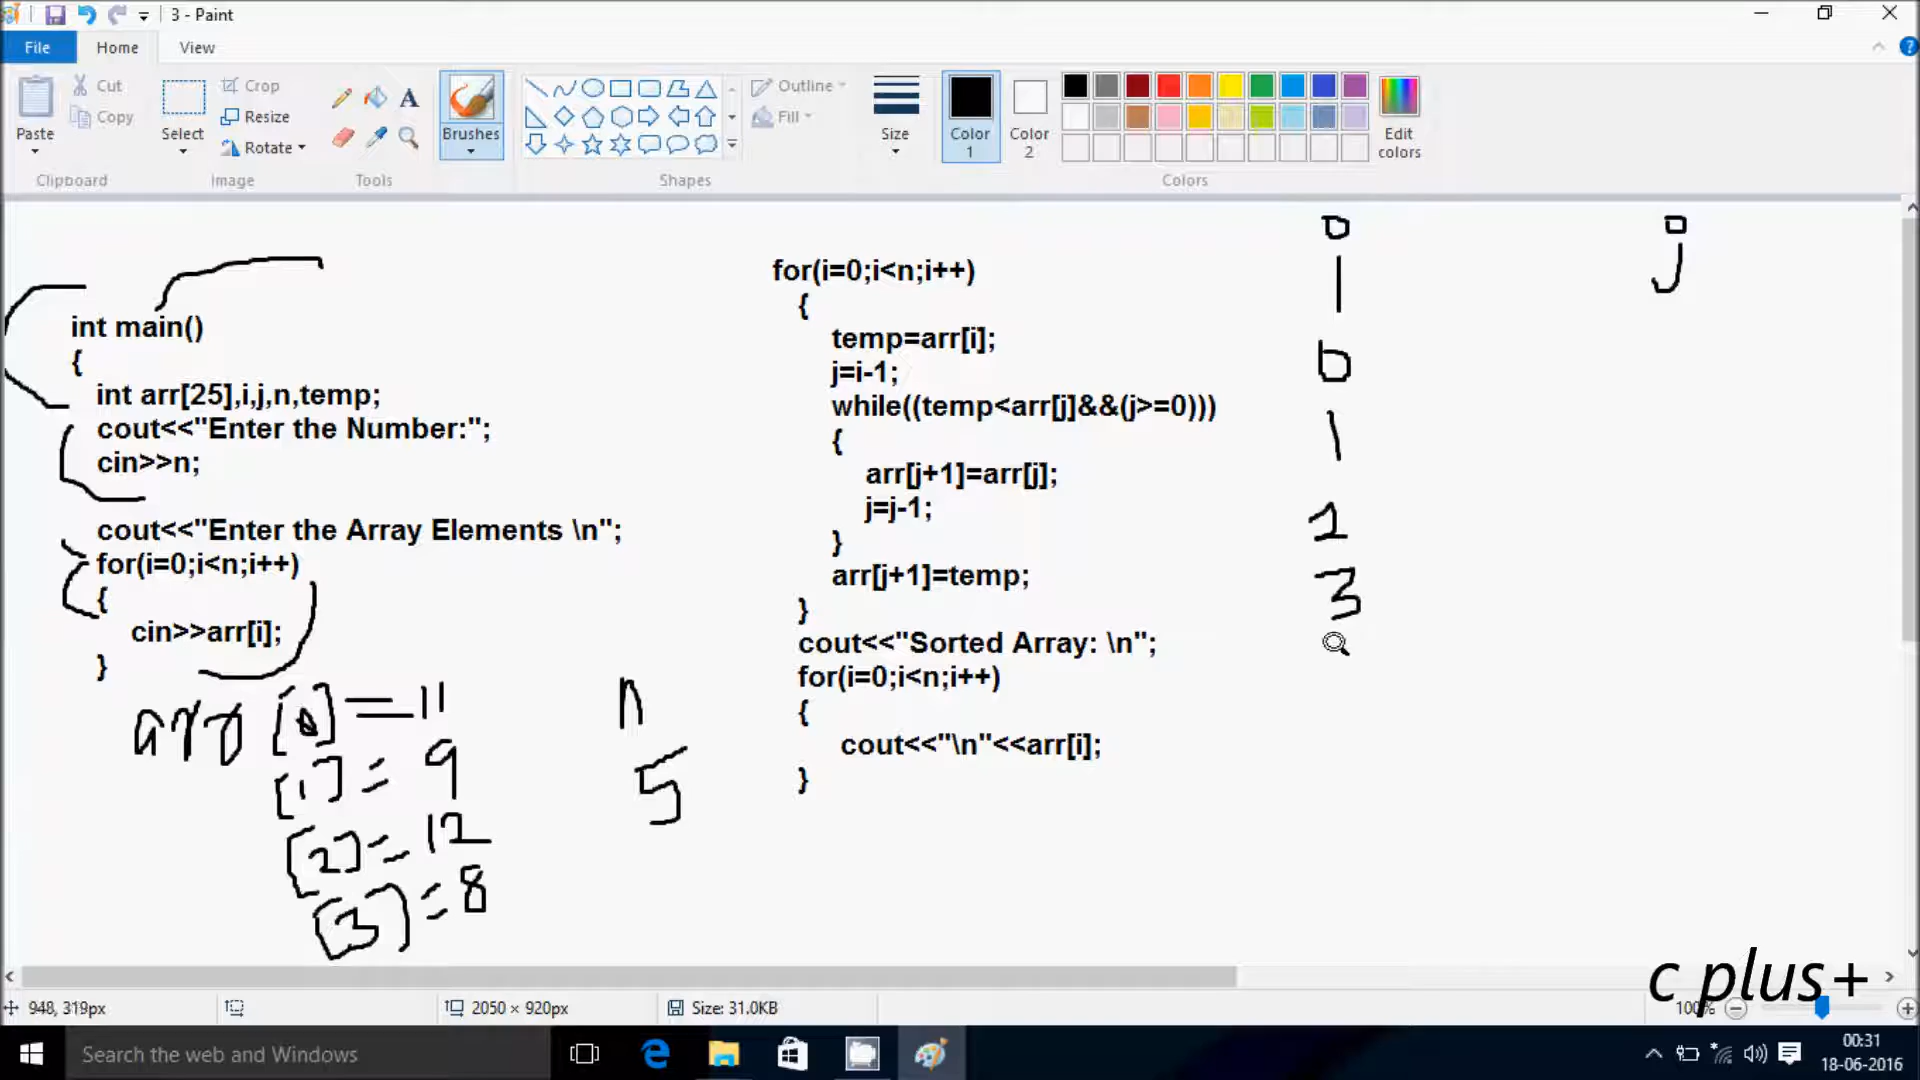 3 - Paint
File
Home
View
Paste
Cut
Copy
Clipboard
Select
Crop
Resize
Rotate
Image
Tools
Brushes
Shapes
Outline
Fill
Size
Color 1
Color 2
Edit colors
Colors
int main()
{
int arr[25],i,j,n,temp;
cout<<"Enter the Number:";
cin>>n;
cout<<"Enter the Array Elements \n";
for(i=0;i<n;i++)
{
cin>>arr[i];
}
arr [0] = 11
[1] = 9
[2] = 12
[3] = 8
n
5
for(i=0;i<n;i++)
{
temp=arr[i];
j=i-1;
while((temp<arr[j]&&(j>=0)))
{
arr[j+1]=arr[j];
j=j-1;
}
arr[j+1]=temp;
}
cout<<"Sorted Array: \n";
for(i=0;i<n;i++)
{
cout<<"\n"<<arr[i];
}
i
0
1
2
3
j
c plus+
948, 319px
2050 × 920px
Size: 31.0KB
100%
Search the web and Windows
00:31
18-06-2016